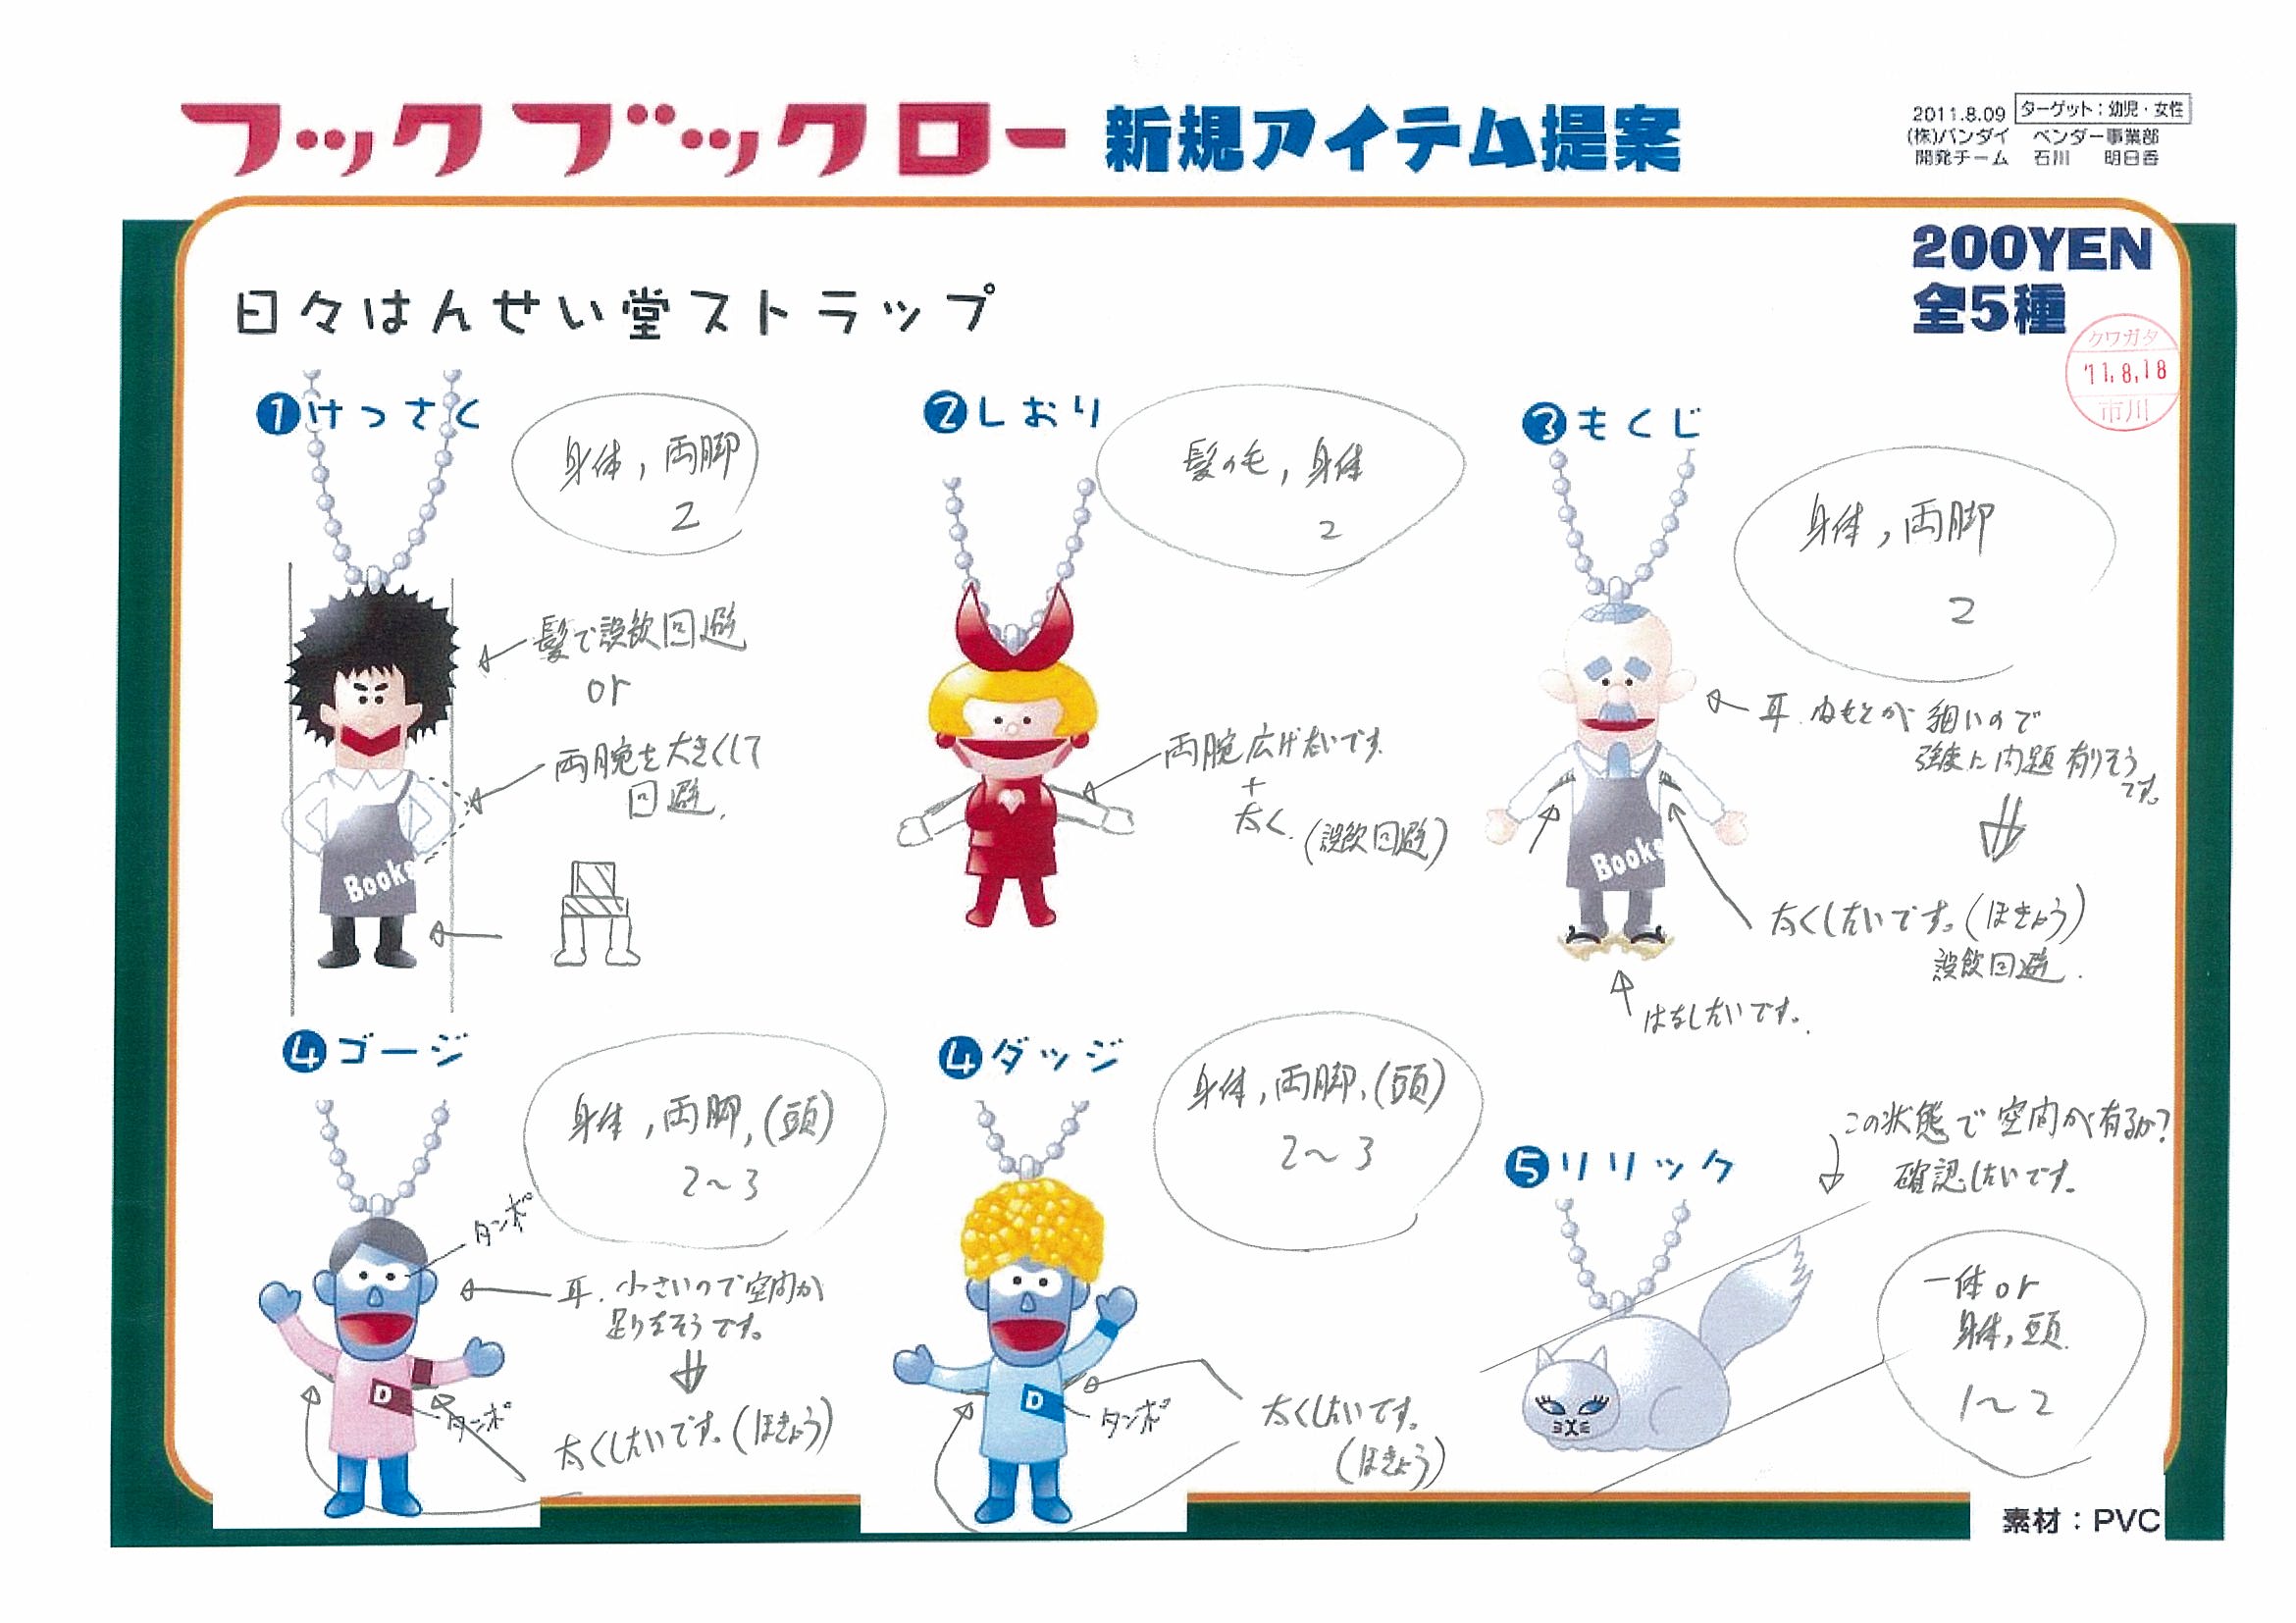 フックブックロー 新規アイテム提案
2011.8.09 ターゲット：幼児・女性
(株)バンダイ ベンダー事業部
開発チーム 石川 明日香
200YEN
全5種
クワガタ
'11.8.18
市川
日々はんせい堂ストラップ
❶けっさく
身体，両脚
2
髪で誤飲回避
or
両腕を大きくして
回避．
Books
❷しおり
髪の毛，身体
2
両腕広げたいです．
+
太く．(誤飲回避)
❸もくじ
身体，両脚
2
耳．ねもとが細いので
強度に問題有りそう
です。
太くしたいです。(ほきょう)
誤飲回避．
はなしたいです．
Books
❹ゴージ
身体，両脚，(頭)
2～3
タンポ
耳．小さいので空間が
足りなそうです。
太くしたいです。(ほきょう)
タンポ
D
❹ダッジ
身体，両脚，(頭)
2～3
タンポ
太くしたいです。
(ほきょう)
D
❺リリック
この状態で空間が有るか?
確認したいです。
一体or
身体，頭．
1～2
素材：PVC